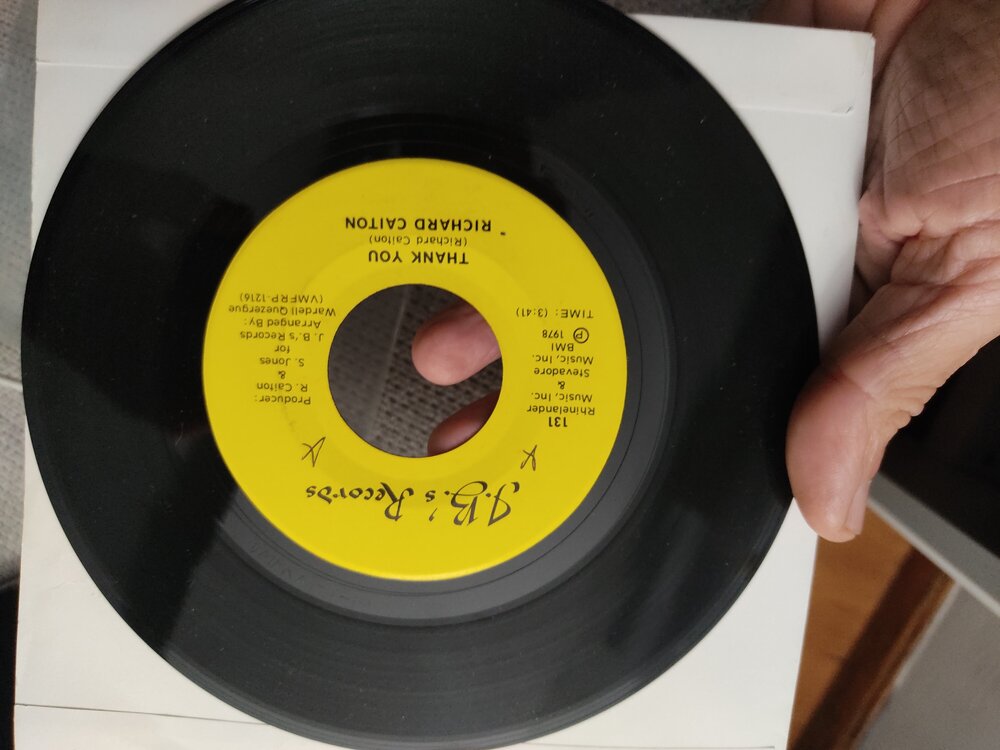 J.B.'s Records
131
Rhinelander
Music, Inc.
&
Stevadore
Music, Inc.
BMI
℗ 1978
TIME: (3:41)
Producer:
R. Caiton
&
S. Jones
for
J. B.'s Records
Arranged By:
Wardell Quezergue
(VMFRP-1216)
THANK YOU
(Richard Caiton)
RICHARD CAITON